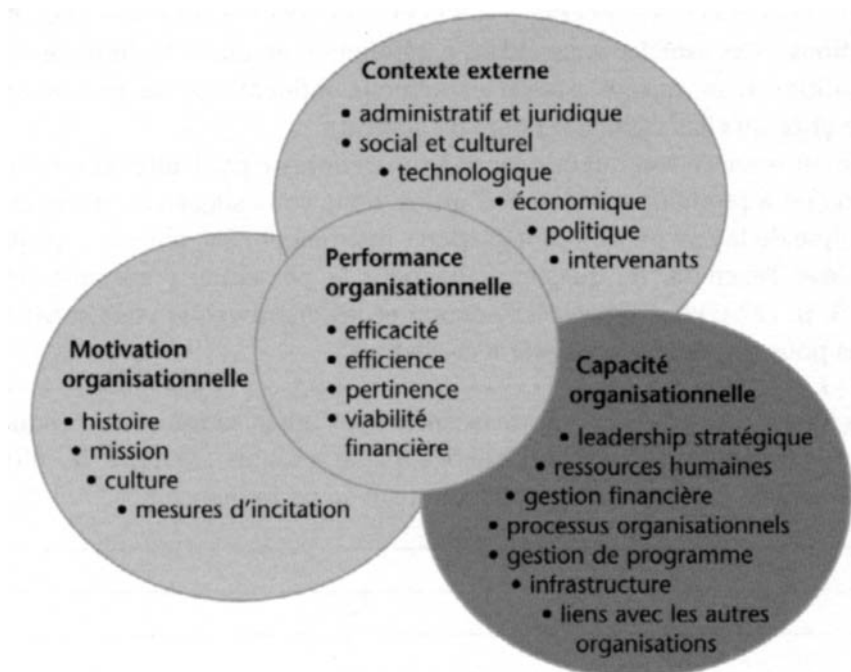 Contexte externe
• administratif et juridique
• social et culturel
• technologique
• économique
• politique
• intervenants
Performance
organisationnelle
• efficacité
• efficience
• pertinence
• viabilité
financière
Motivation
organisationnelle
• histoire
• mission
• culture
• mesures d'incitation
Capacité
organisationnelle
• leadership stratégique
• ressources humaines
• gestion financière
• processus organisationnels
• gestion de programme
• infrastructure
• liens avec les autres
organisations